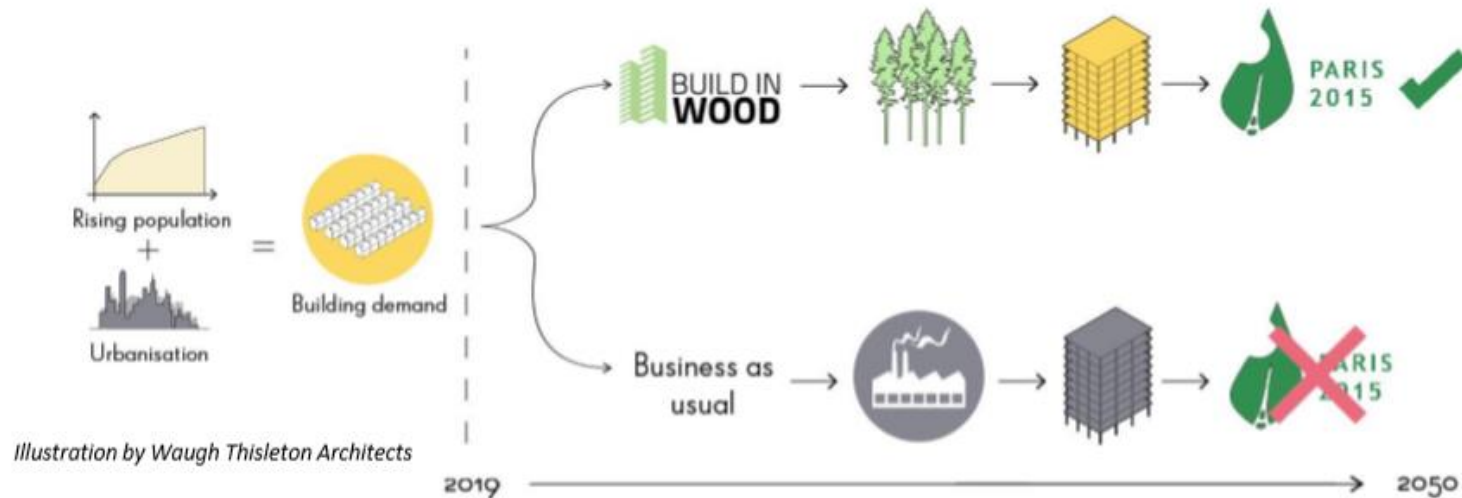 Rising population
+
Urbanisation
=
Building demand
BUILD IN
WOOD
PARIS
2015
Business as
usual
PARIS
2015
Illustration by Waugh Thisleton Architects
2019
2050